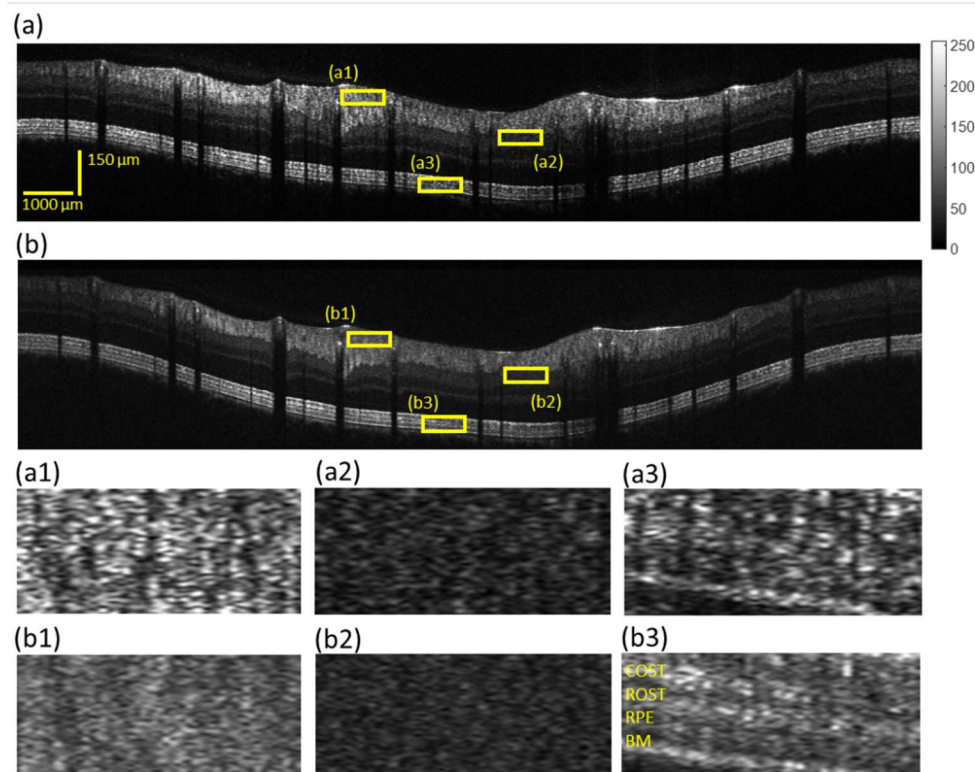 (a)
(a1)
(a2)
(a3)
150 µm
1000 µm
250
200
150
100
50
0
(b)
(b1)
(b2)
(b3)
(a1)
(a2)
(a3)
(b1)
(b2)
(b3)
COST
ROST
RPE
BM